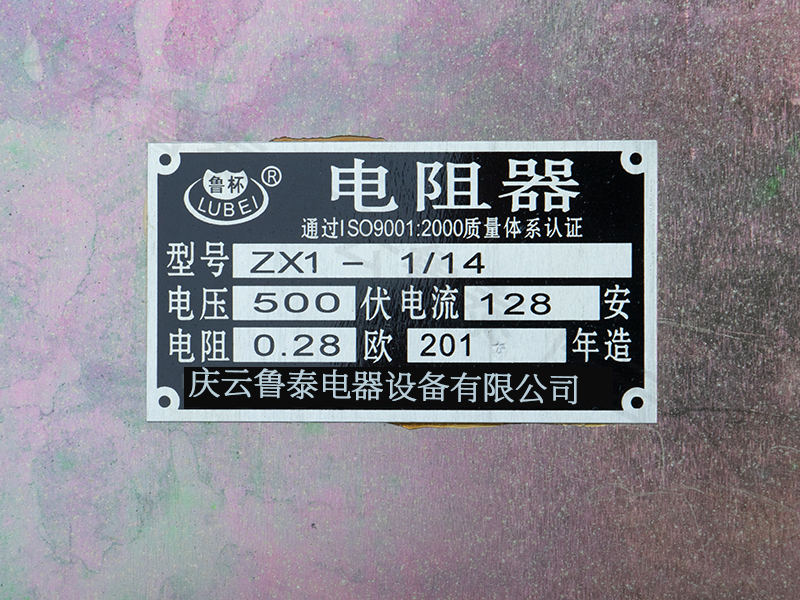 鲁杯
LUBEI
®
电阻器
通过ISO9001:2000质量体系认证
型号 ZX1 - 1/14
电压 500 伏 电流 128 安
电阻 0.28 欧 201 年造
庆云鲁泰电器设备有限公司